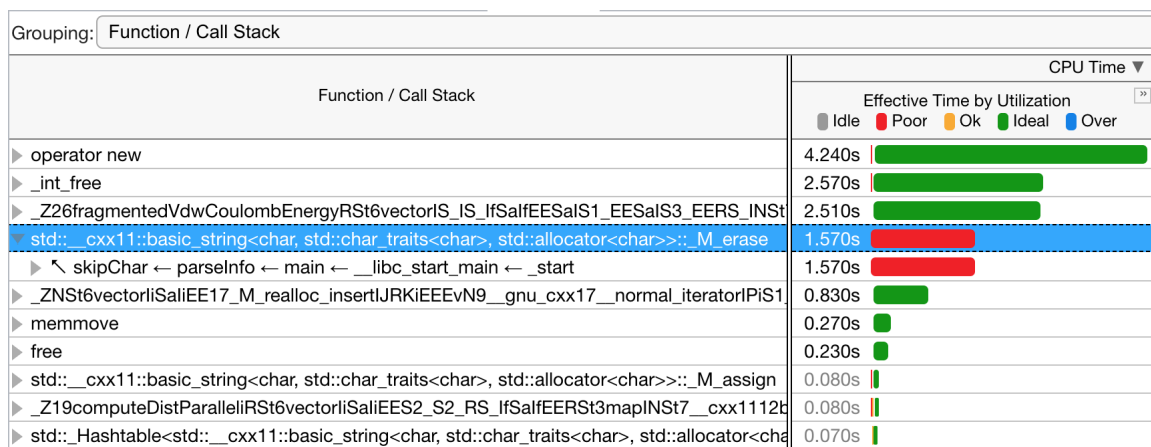 Grouping: Function / Call Stack
Function / Call Stack
CPU Time ▼
Effective Time by Utilization
»
Idle Poor Ok Ideal Over
operator new 4.240s
_int_free 2.570s
_Z26fragmentedVdwCoulombEnergyRSt6vectorIS_IS_IfSaIfEESaIS1_EESaIS3_EERS_INSt 2.510s
std::__cxx11::basic_string<char, std::char_traits<char>, std::allocator<char>>::_M_erase 1.570s
↖ skipChar ← parseInfo ← main ← __libc_start_main ← _start 1.570s
_ZNSt6vectorIiSaIiEE17_M_realloc_insertIJRKiEEEvN9__gnu_cxx17__normal_iteratorIPiS1_ 0.830s
memmove 0.270s
free 0.230s
std::__cxx11::basic_string<char, std::char_traits<char>, std::allocator<char>>::_M_assign 0.080s
_Z19computeDistParalleliRSt6vectorIiSaIiEES2_S2_RS_IfSaIfEERSt3mapINSt7__cxx1112b 0.080s
std::_Hashtable<std::__cxx11::basic_string<char, std::char_traits<char>, std::allocator<cha 0.070s